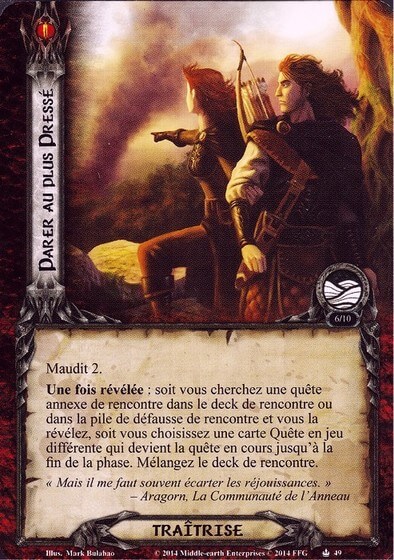 PARER AU PLUS PRESSÉ
6/10
Maudit 2.
Une fois révélée : soit vous cherchez une quête
annexe de rencontre dans le deck de rencontre ou
dans la pile de défausse de rencontre et vous la
révélez, soit vous choisissez une carte Quête en jeu
différente qui devient la quête en cours jusqu'à la
fin de la phase. Mélangez le deck de rencontre.
« Mais il me faut souvent écarter les réjouissances. »
– Aragorn, La Communauté de l'Anneau
TRAÎTRISE
Illus. Mark Bulahao © 2014 Middle-earth Enterprises © 2014 FFG 49